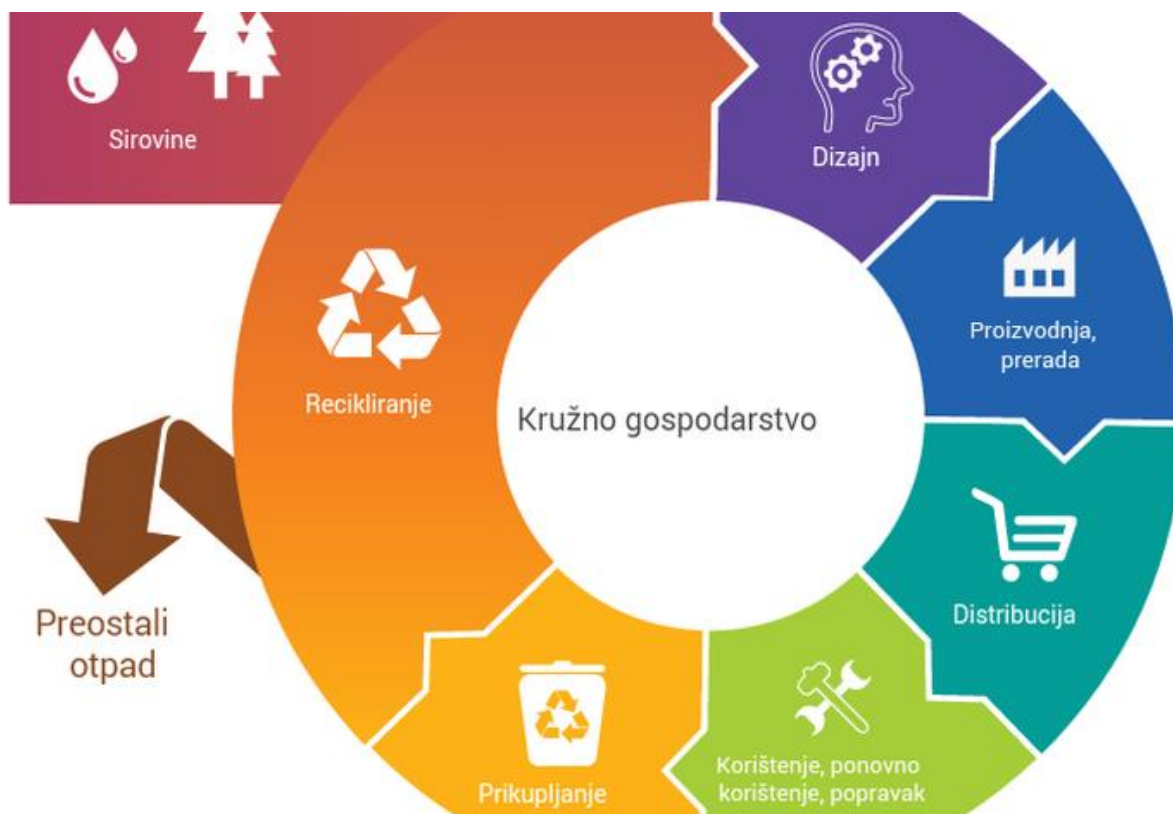 Sirovine
Dizajn
Proizvodnja,
prerada
Recikliranje
Kružno gospodarstvo
Distribucija
Preostali
otpad
Korištenje, ponovno
korištenje, popravak
Prikupljanje